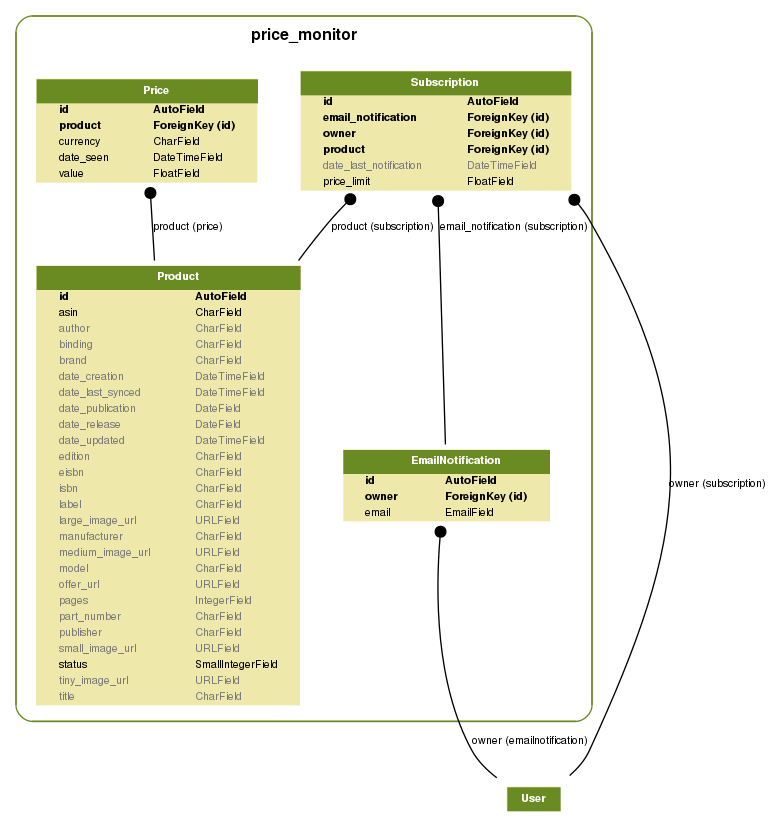 price_monitor
Price
id AutoField
product ForeignKey (id)
currency CharField
date_seen DateTimeField
value FloatField
Subscription
id AutoField
email_notification ForeignKey (id)
owner ForeignKey (id)
product ForeignKey (id)
date_last_notification DateTimeField
price_limit FloatField
product (price)
product (subscription)
email_notification (subscription)
Product
id AutoField
asin CharField
author CharField
binding CharField
brand CharField
date_creation DateTimeField
date_last_synced DateTimeField
date_publication DateField
date_release DateField
date_updated DateTimeField
edition CharField
eisbn CharField
isbn CharField
label CharField
large_image_url URLField
manufacturer CharField
medium_image_url URLField
model CharField
offer_url URLField
pages IntegerField
part_number CharField
publisher CharField
small_image_url URLField
status SmallIntegerField
tiny_image_url URLField
title CharField
EmailNotification
id AutoField
owner ForeignKey (id)
email EmailField
owner (subscription)
owner (emailnotification)
User